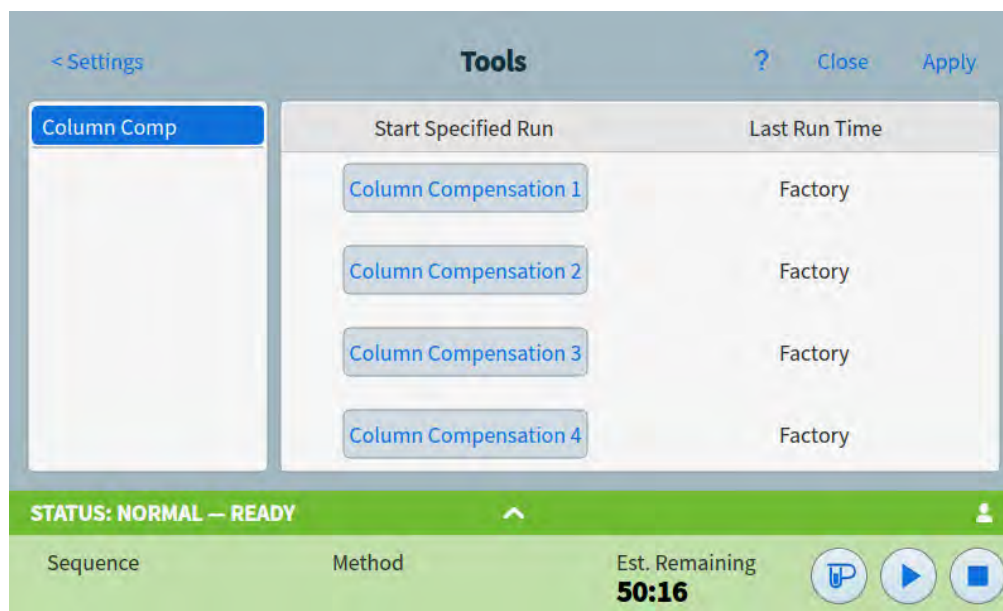 < Settings Tools ? Close Apply
Column Comp
Start Specified Run Last Run Time
Column Compensation 1 Factory
Column Compensation 2 Factory
Column Compensation 3 Factory
Column Compensation 4 Factory
STATUS: NORMAL — READY
Sequence Method Est. Remaining
50:16